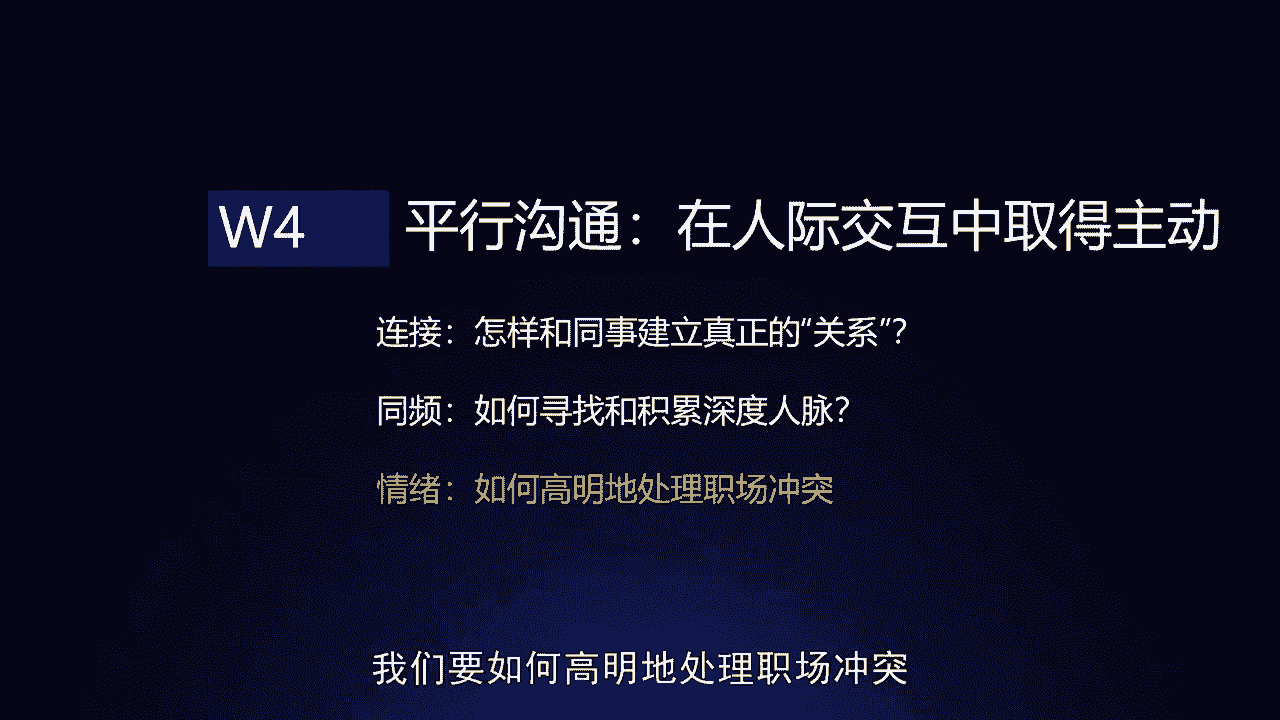 W4 平行沟通：在人际交互中取得主动
连接：怎样和同事建立真正的“关系”？
同频：如何寻找和积累深度人脉？
情绪：如何高明地处理职场冲突
我们要如何高明地处理职场冲突